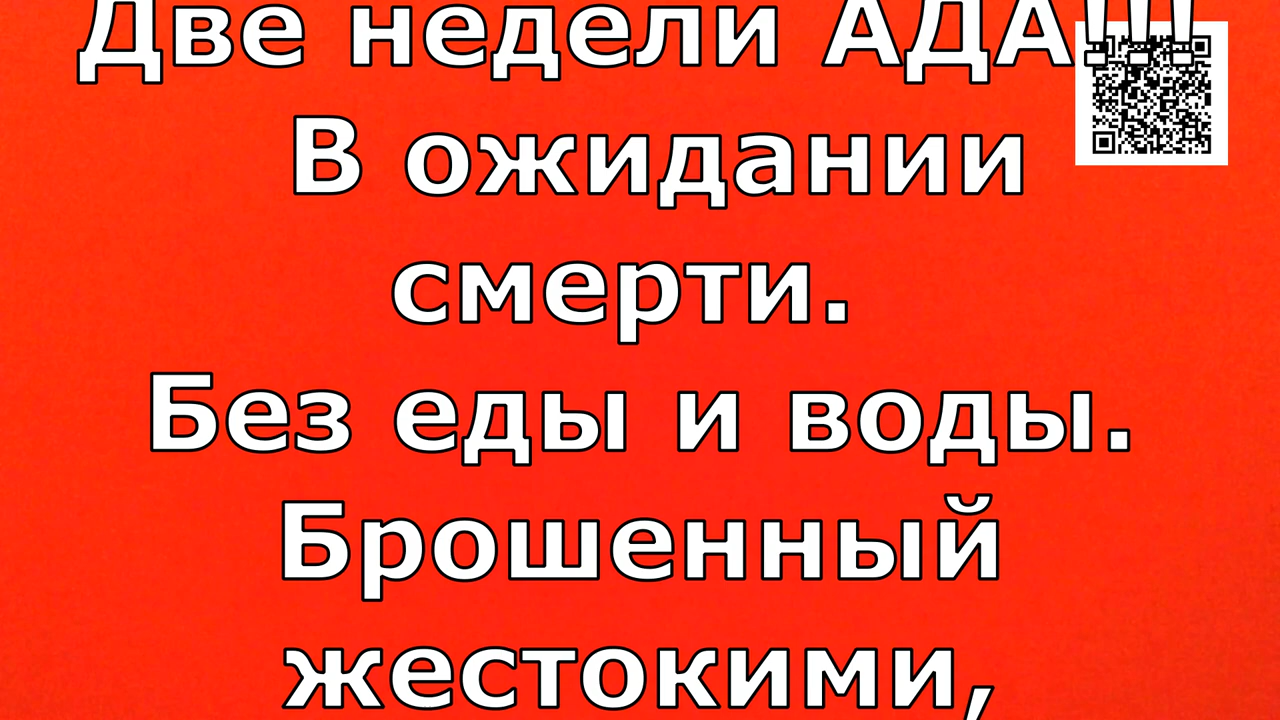 Две недели АДА!!!
В ожидании
смерти.
Без еды и воды.
Брошенный
жестокими,